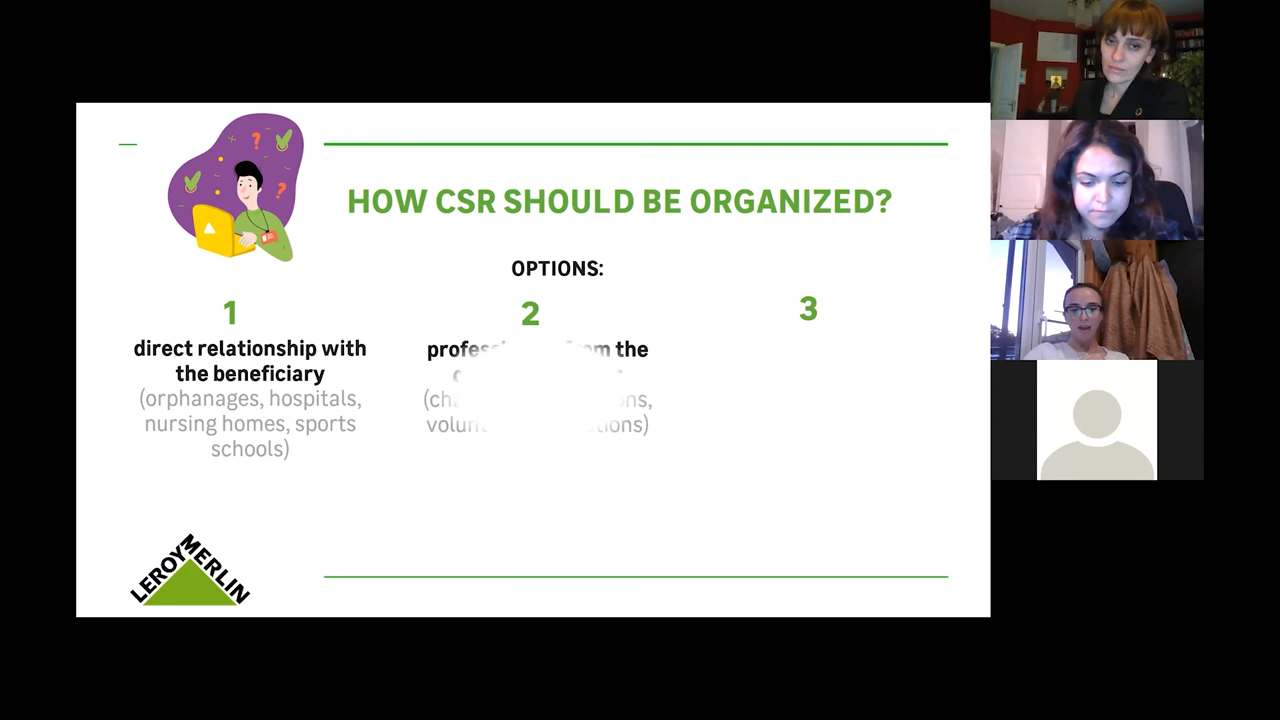 HOW CSR SHOULD BE ORGANIZED?
OPTIONS:
1
direct relationship with
the beneficiary
(orphanages, hospitals,
nursing homes, sports
schools)
2
the
3
LEROY MERLIN